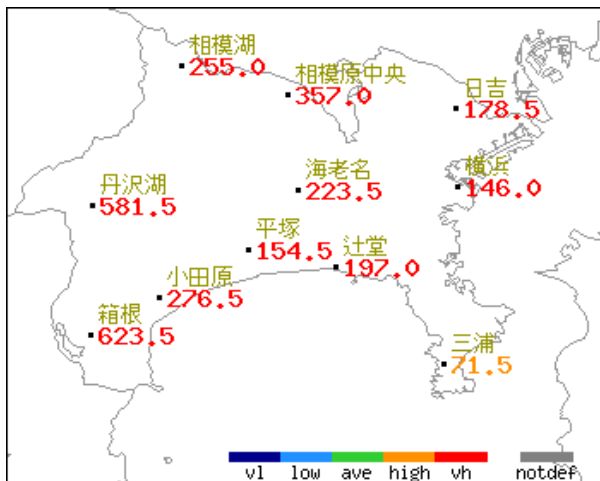 相模湖
255.0
相模原中央
357.0
日吉
178.5
海老名
223.5
横浜
146.0
丹沢湖
581.5
平塚
154.5
辻堂
197.0
小田原
276.5
箱根
623.5
三浦
71.5
vl low ave high vh notdef